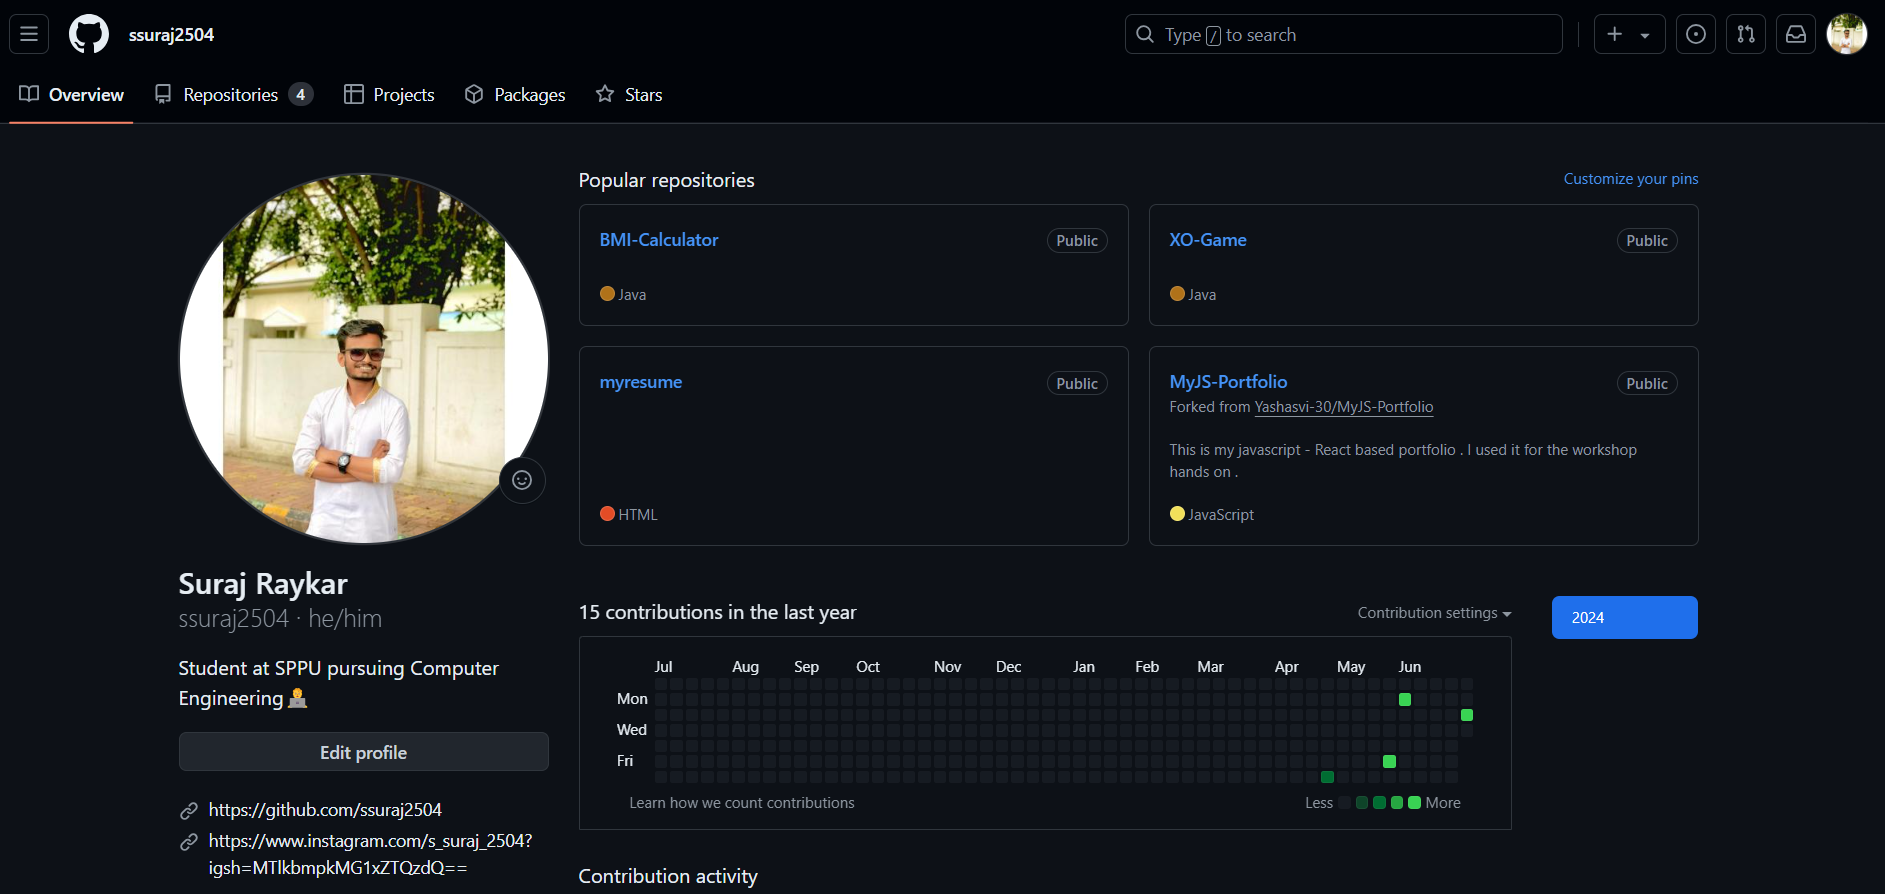 ssuraj2504
Type / to search
Overview
Repositories 4
Projects
Packages
Stars
Suraj Raykar
ssuraj2504 · he/him
Student at SPPU pursuing Computer
Engineering👨‍💻
Edit profile
https://github.com/ssuraj2504
https://www.instagram.com/s_suraj_2504?
igsh=MTlkbmpkMG1xZTQzdQ==
Popular repositories
Customize your pins
BMI-Calculator
Public
Java
XO-Game
Public
Java
myresume
Public
HTML
MyJS-Portfolio
Public
Forked from Yashasvi-30/MyJS-Portfolio
This is my javascript - React based portfolio . I used it for the workshop
hands on .
JavaScript
15 contributions in the last year
Contribution settings
2024
Jul Aug Sep Oct Nov Dec Jan Feb Mar Apr May Jun
Mon
Wed
Fri
Learn how we count contributions
Less More
Contribution activity